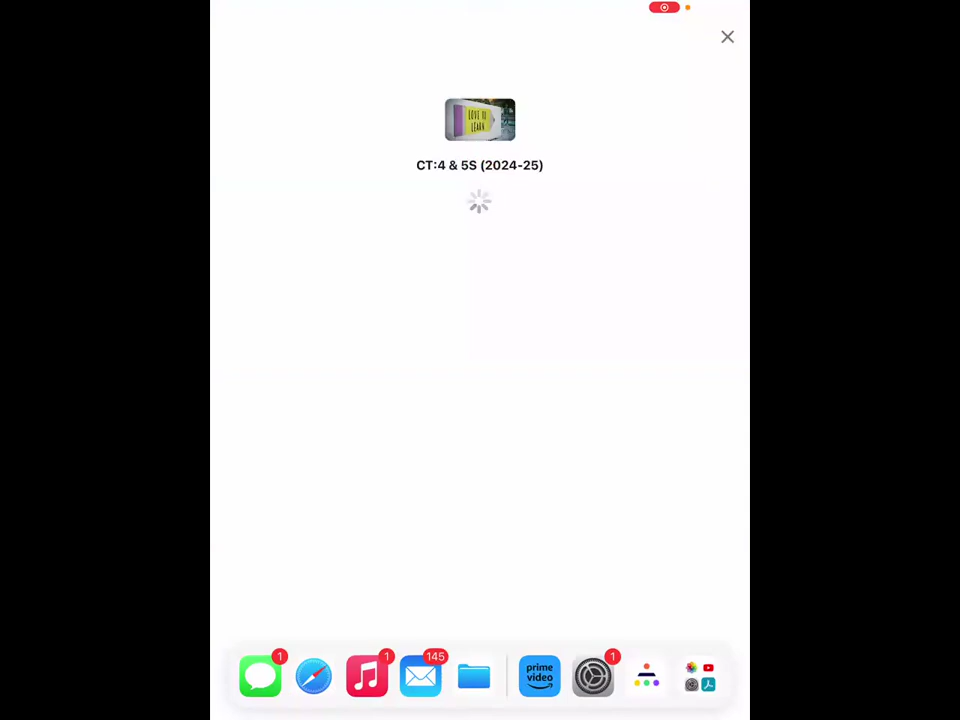 LOVE to
LEARN
CT:4 & 5S (2024-25)
1
1
145
prime
video
1